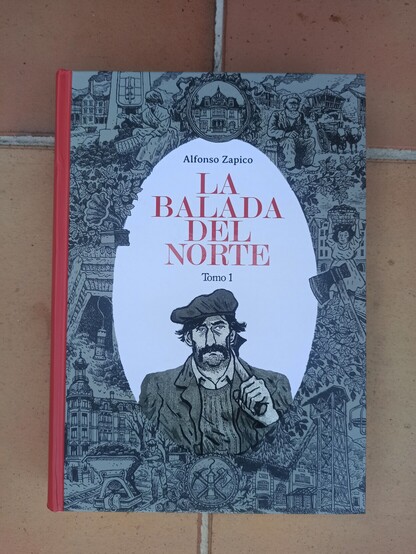 Alfonso Zapico
LA
BALADA
DEL
NORTE
Tomo 1